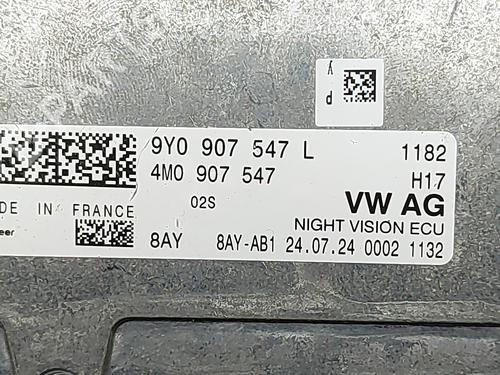 y
p
9Y0 907 547 L 1182
4M0 907 547 H17
02S VW AG
DE IN FRANCE
NIGHT VISION ECU
eer
8AY 8AY-AB1 24.07.24 0002 1132